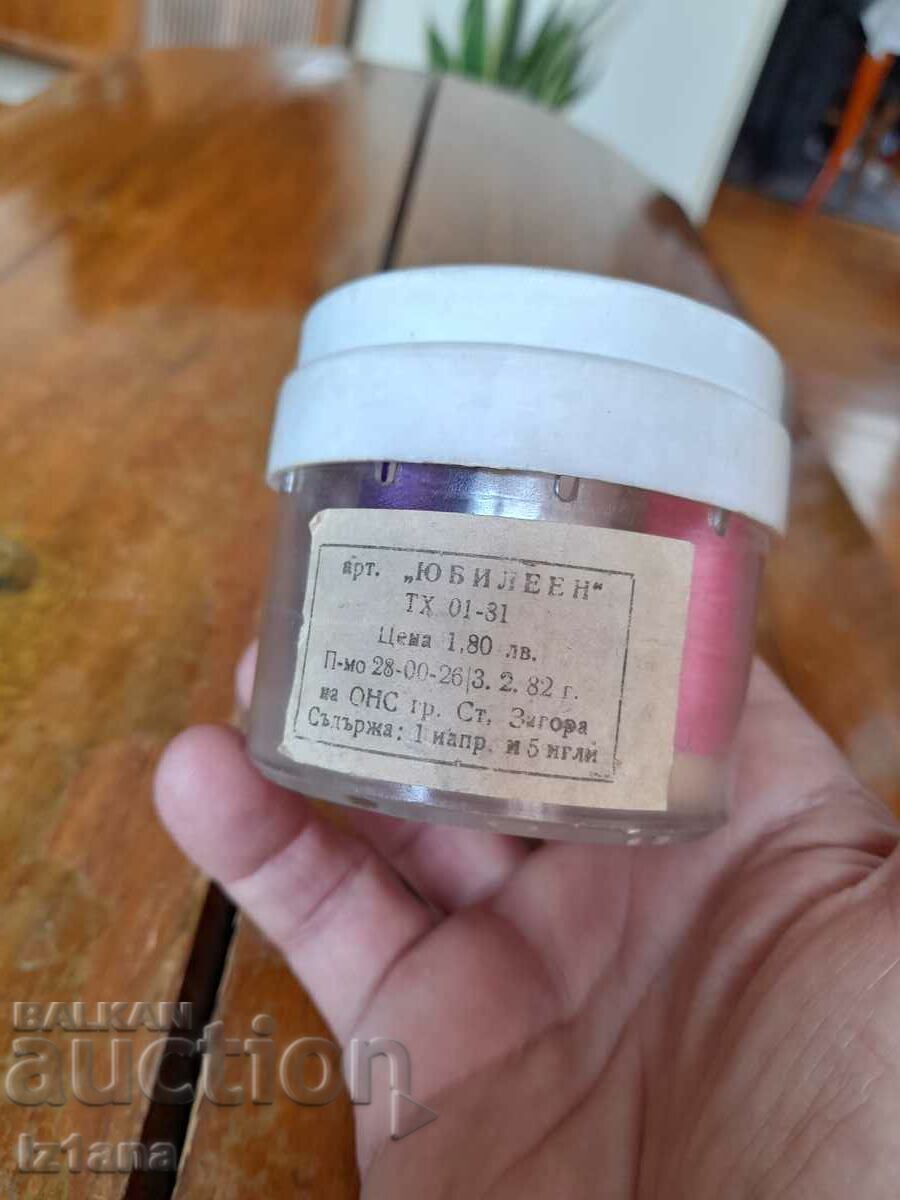 арт. „ЮБИЛЕЕН“
ТХ 01-81
Цена 1,80 лв.
П-мо 28-00-26/3. 2. 82 г.
на ОНС гр. Ст. Загора
Съдържа: 1 напр. и 5 игли
BALKAN
auction
Iz1ana